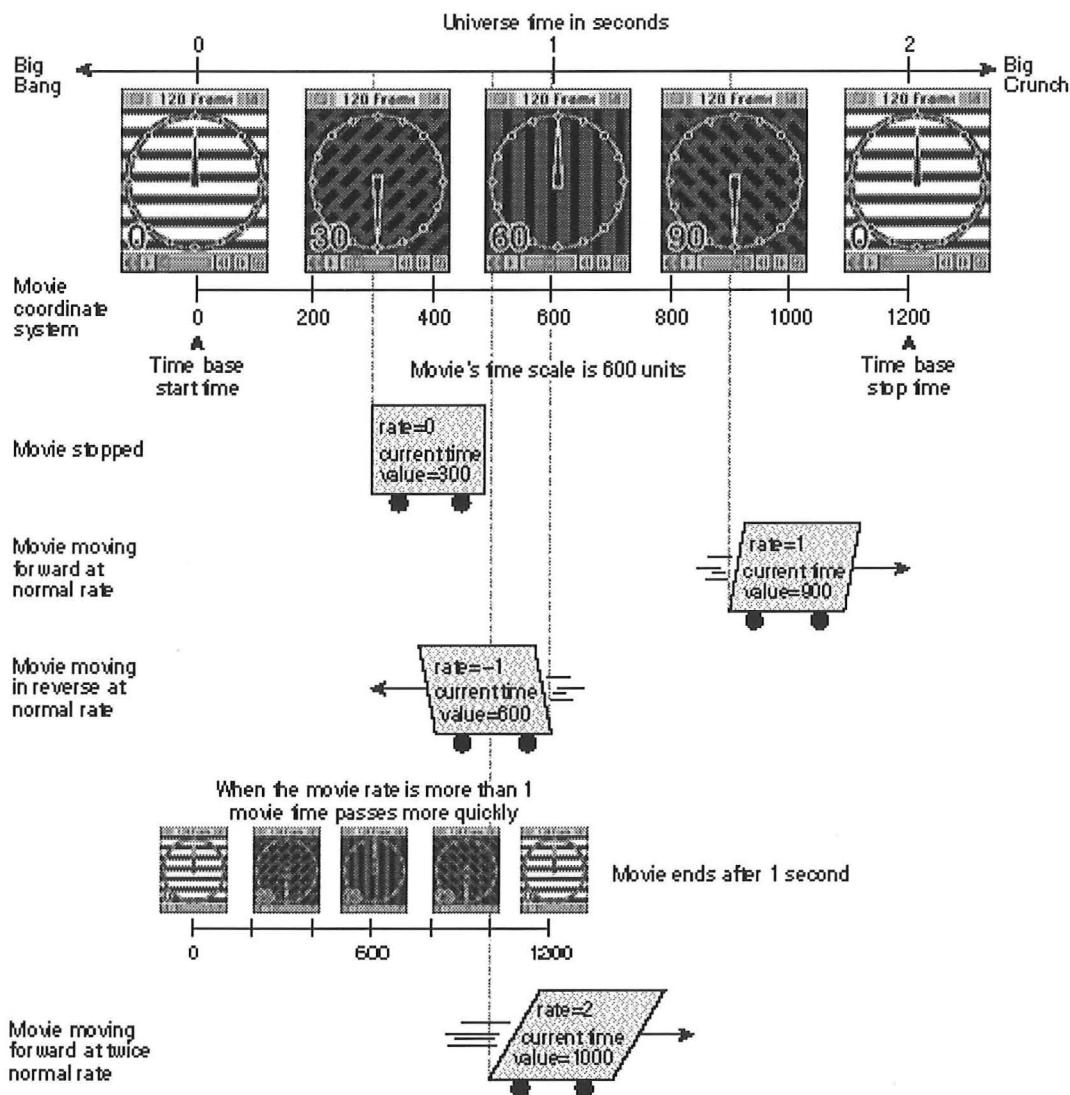 Universe time in seconds
0 1 2
Big
Bang
Big
Crunch
120 Frame 120 Frame 120 Frame 120 Frame 120 Frame
0 30 60 90 0
Movie
coordinate
system
0 200 400 600 800 1000 1200
Time base
start time
Movie's time scale is 600 units
Time base
stop time
Movie stopped
rate=0
current time
value=300
Movie moving
forward at
normal rate
rate=1
current time
value=900
Movie moving
in reverse at
normal rate
rate=-1
current time
value=600
When the movie rate is more than 1
movie time passes more quickly
Movie ends after 1 second
0 600 1200
Movie moving
forward at twice
normal rate
rate=2
current time
value=1000